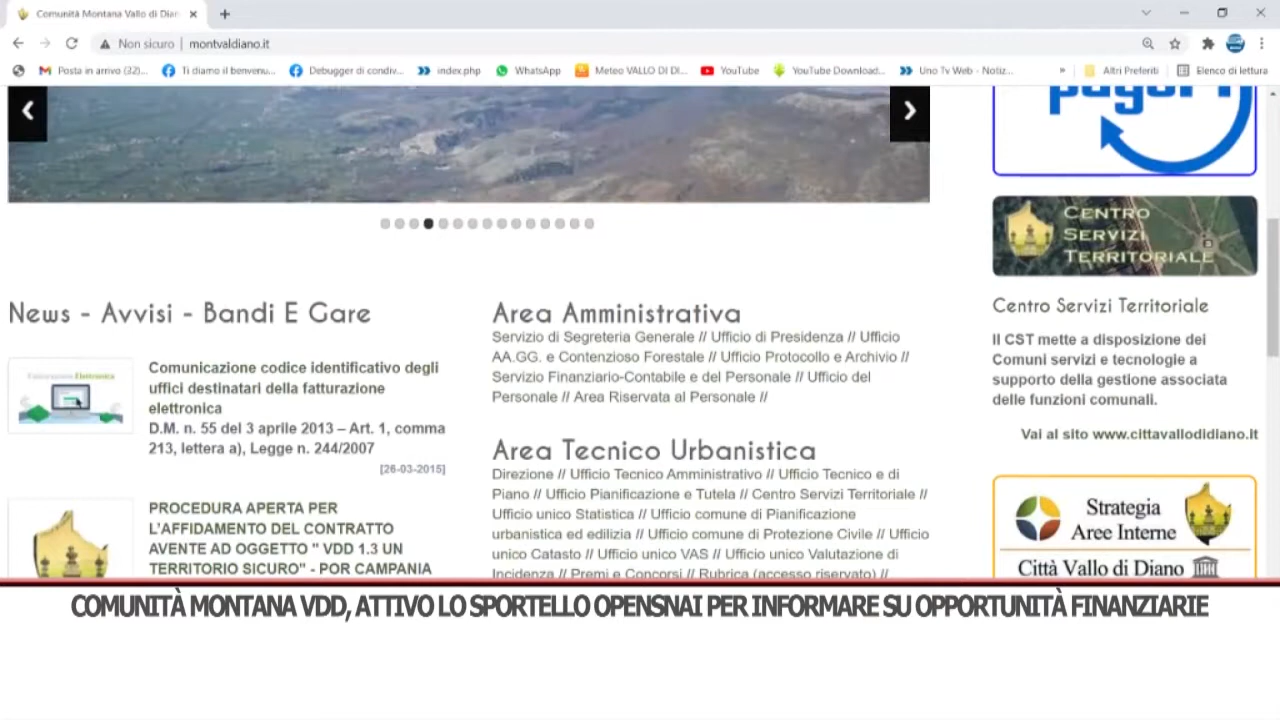 Comunità Montana Vallo di Dian
Non sicuro | montvaldiano.it
Posta in arrivo (32)...
Ti diamo il benvenu...
Debugger di condiv...
index.php
WhatsApp
Meteo VALLO DI DI...
YouTube
YouTube Download...
Uno Tv Web - Notiz...
»
Altri Preferiti
Elenco di lettura
CENTRO
SERVIZI
TERRITORIALE
News - Avvisi - Bandi E Gare
Fatturazione Elettronica
Comunicazione codice identificativo degli
uffici destinatari della fatturazione
elettronica
D.M. n. 55 del 3 aprile 2013 – Art. 1, comma
213, lettera a), Legge n. 244/2007
[26-03-2015]
PROCEDURA APERTA PER
L'AFFIDAMENTO DEL CONTRATTO
AVENTE AD OGGETTO " VDD 1.3 UN
TERRITORIO SICURO" - POR CAMPANIA
Area Amministrativa
Servizio di Segreteria Generale // Ufficio di Presidenza // Ufficio
AA.GG. e Contenzioso Forestale // Ufficio Protocollo e Archivio //
Servizio Finanziario-Contabile e del Personale // Ufficio del
Personale // Area Riservata al Personale //
Area Tecnico Urbanistica
Direzione // Ufficio Tecnico Amministrativo // Ufficio Tecnico e di
Piano // Ufficio Pianificazione e Tutela // Centro Servizi Territoriale //
Ufficio unico Statistica // Ufficio comune di Pianificazione
urbanistica ed edilizia // Ufficio comune di Protezione Civile // Ufficio
unico Catasto // Ufficio unico VAS // Ufficio unico Valutazione di
Incidenza // Premi e Concorsi // Rubrica (accesso riservato) //
Centro Servizi Territoriale
Il CST mette a disposizione dei
Comuni servizi e tecnologie a
supporto della gestione associata
delle funzioni comunali.
Vai al sito www.cittavallodidiano.it
Strategia
Aree Interne
Città Vallo di Diano
COMUNITÀ MONTANA VDD, ATTIVO LO SPORTELLO OPENSNAI PER INFORMARE SU OPPORTUNITÀ FINANZIARIE